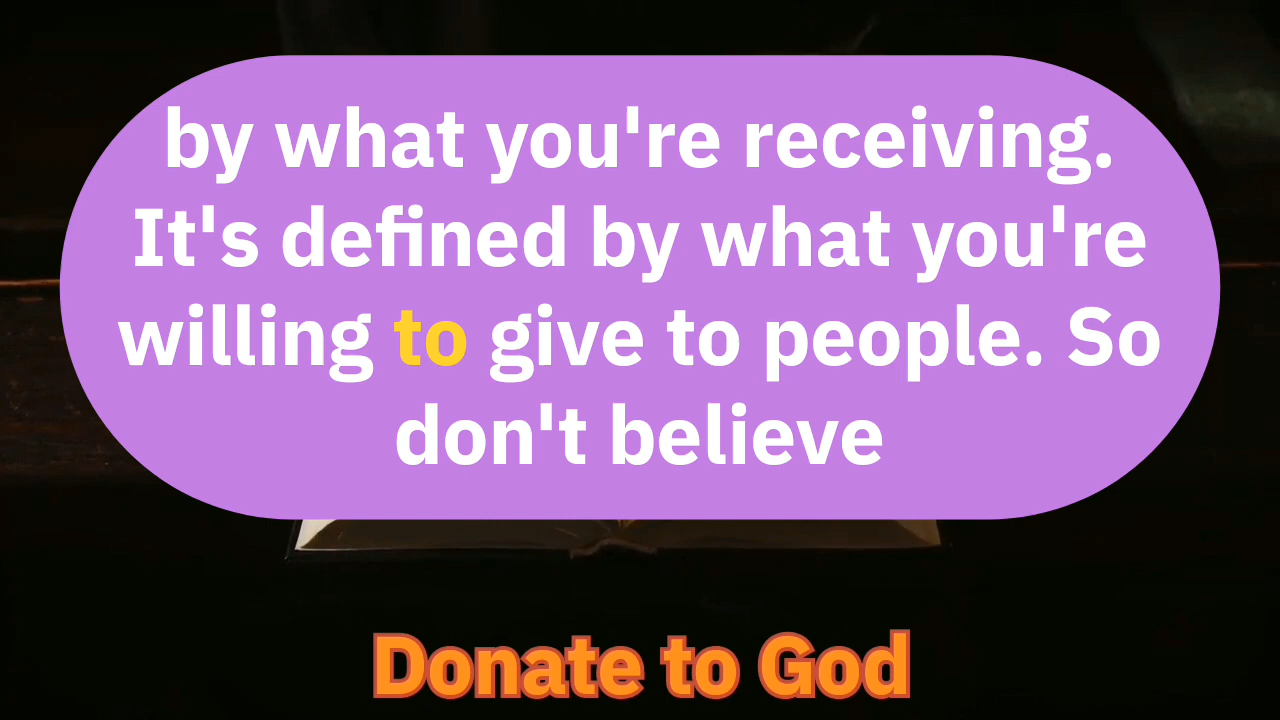 by what you're receiving.
It's defined by what you're
willing to give to people. So
don't believe
Donate to God